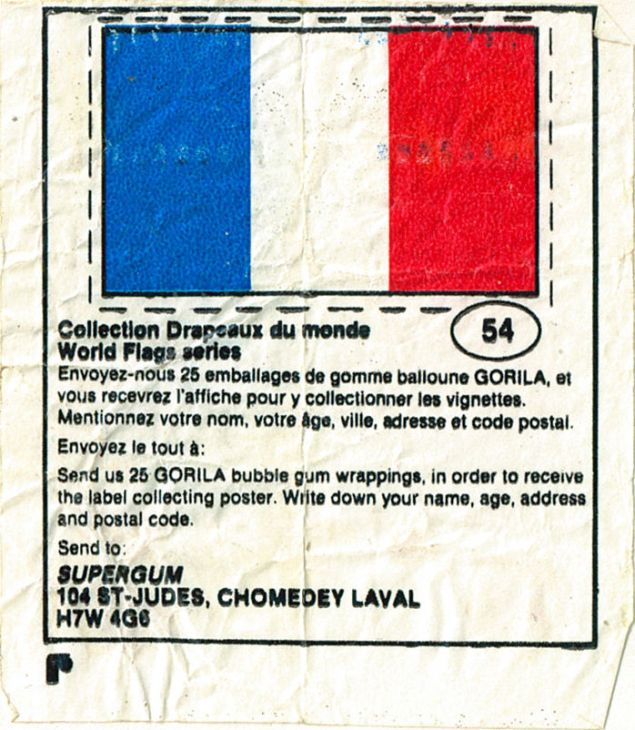 Collection Drapeaux du monde
54
World Flags series
Envoyez-nous 25 emballages de gomme balloune GORILA, et
vous recevrez l'affiche pour y collectionner les vignettes.
Mentionnez votre nom, votre âge, ville, adresse et code postal.
Envoyez le tout à:
Send us 25 GORILA bubble gum wrappings, in order to receive
the label collecting poster. Write down your name, age, address
and postal code.
Send to:
SUPERGUM
104 ST-JUDES, CHOMEDEY LAVAL
H7W 4G6